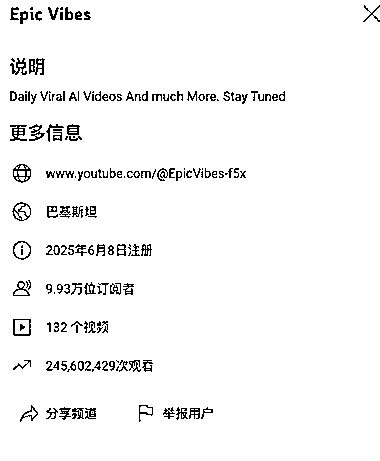 Epic Vibes
说明
Daily Viral AI Videos And much More. Stay Tuned
更多信息
www.youtube.com/@EpicVibes-f5x
巴基斯坦
2025年6月8日注册
9.93万位订阅者
132 个视频
245,602,429次观看
分享频道 举报用户